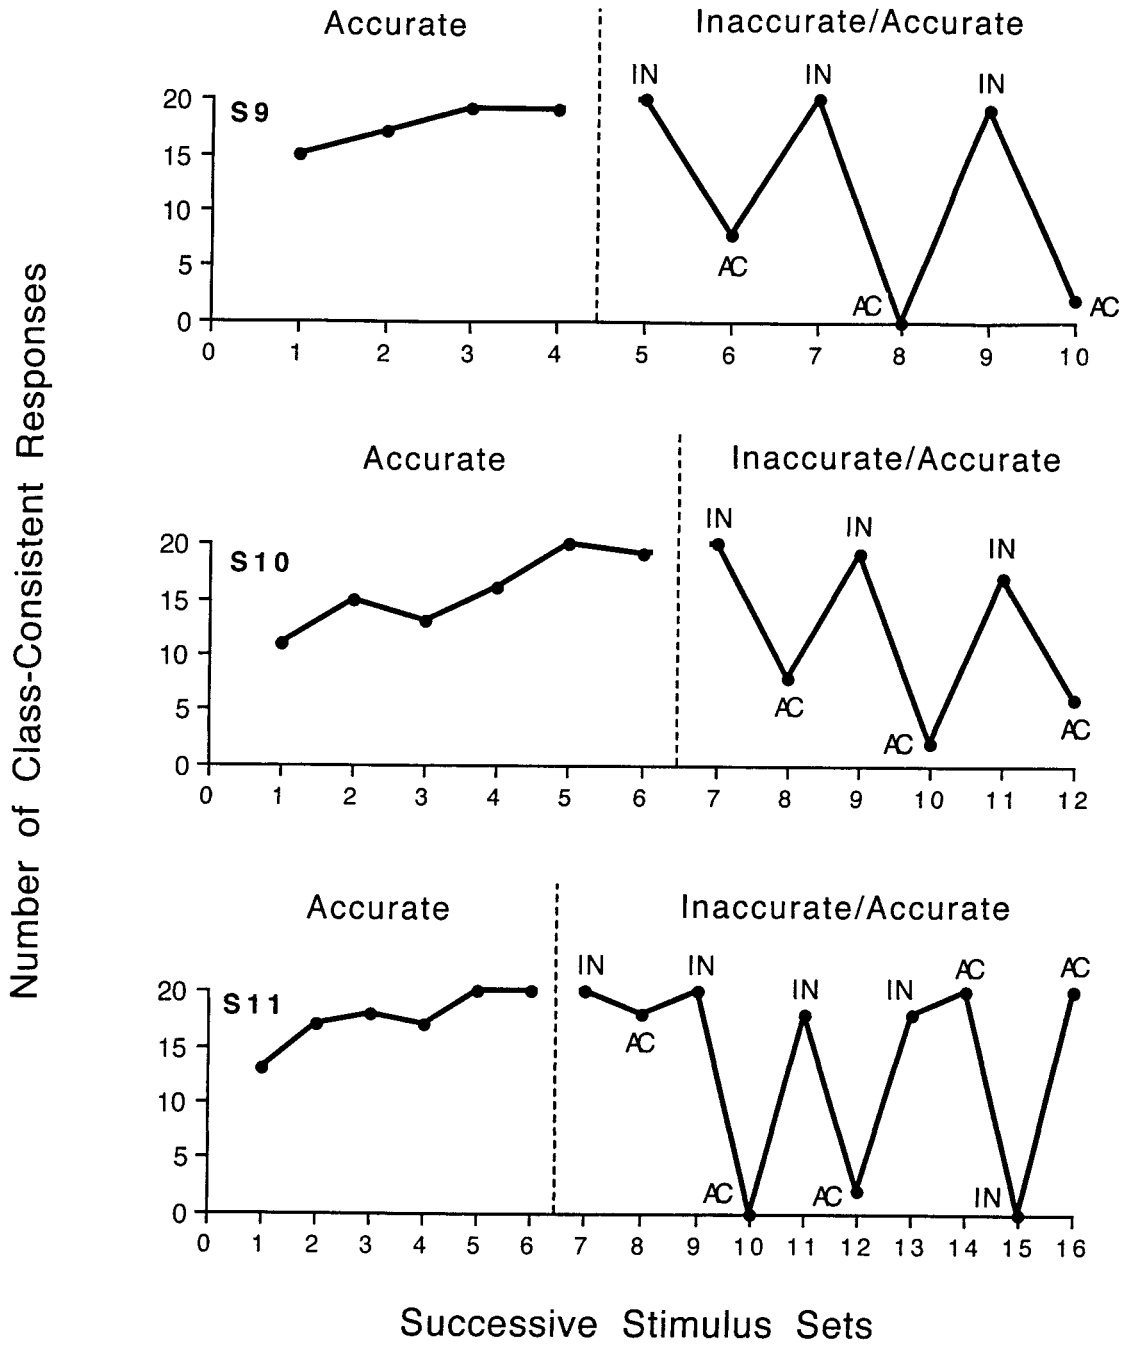 Accurate Inaccurate/Accurate
IN IN IN
20 S9
15
10
5 AC AC AC
0
0 1 2 3 4 5 6 7 8 9 10
Accurate Inaccurate/Accurate
IN IN IN
20 S10
15
10
5 AC AC AC
0
0 1 2 3 4 5 6 7 8 9 10 11 12
Accurate Inaccurate/Accurate
IN IN IN IN AC AC
20 S11
15 AC
10
5
0 AC AC IN
0 1 2 3 4 5 6 7 8 9 10 11 12 13 14 15 16
Number of Class-Consistent Responses
Successive Stimulus Sets